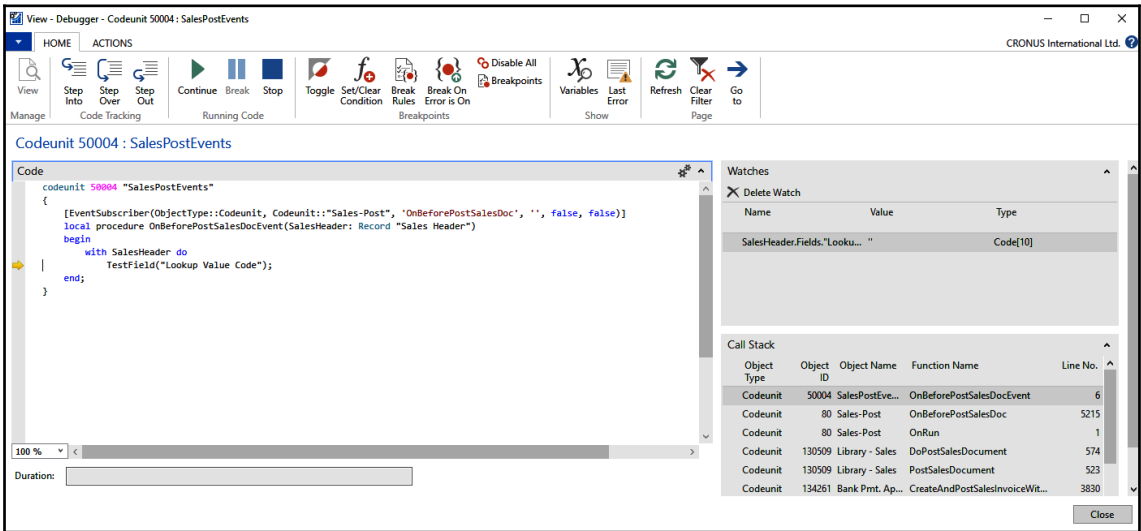 View - Debugger - Codeunit 50004 : SalesPostEvents
HOME ACTIONS CRONUS International Ltd.
View Step Into Step Over Step Out Continue Break Stop Toggle Set/Clear Condition Break Rules Break On Error is On Disable All Breakpoints Variables Last Error Refresh Clear Filter Go to
Manage Code Tracking Running Code Breakpoints Show Page
Codeunit 50004 : SalesPostEvents
Code
codeunit 50004 "SalesPostEvents"
{
[EventSubscriber(ObjectType::Codeunit, Codeunit::"Sales-Post", 'OnBeforePostSalesDoc', '', false, false)]
local procedure OnBeforePostSalesDocEvent(SalesHeader: Record "Sales Header")
begin
with SalesHeader do
TestField("Lookup Value Code");
end;
}
100 %
Duration:
Watches
Delete Watch
Name Value Type
SalesHeader.Fields."Looku... '' Code[10]
Call Stack
Object Type Object ID Object Name Function Name Line No.
Codeunit 50004 SalesPostEve... OnBeforePostSalesDocEvent 6
Codeunit 80 Sales-Post OnBeforePostSalesDoc 5215
Codeunit 80 Sales-Post OnRun 1
Codeunit 130509 Library - Sales DoPostSalesDocument 574
Codeunit 130509 Library - Sales PostSalesDocument 523
Codeunit 134261 Bank Pmt. Ap... CreateAndPostSalesInvoiceWit... 3830
Close